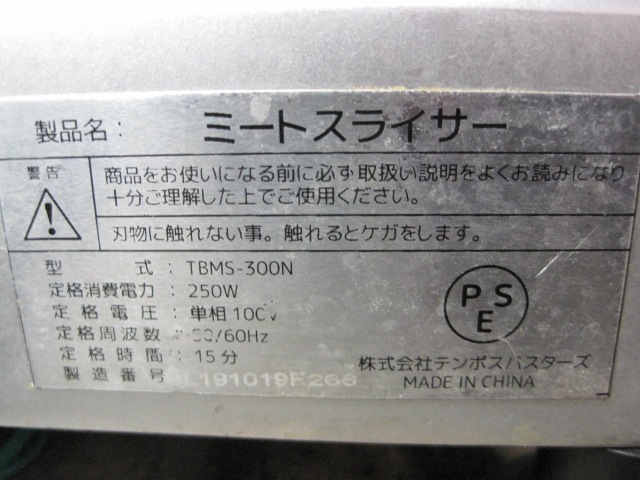 製品名： ミートスライサー
警告
商品をお使いになる前に必ず取扱い説明をよくお読みになり
十分ご理解した上でご使用ください。
刃物に触れない事。触れるとケガをします。
型式：TBMS-300N
定格消費電力：250W
定格電圧：単相100V
定格周波数：50/60Hz
定格時間：15分
製造番号
PSE
株式会社テンポスバスターズ
MADE IN CHINA